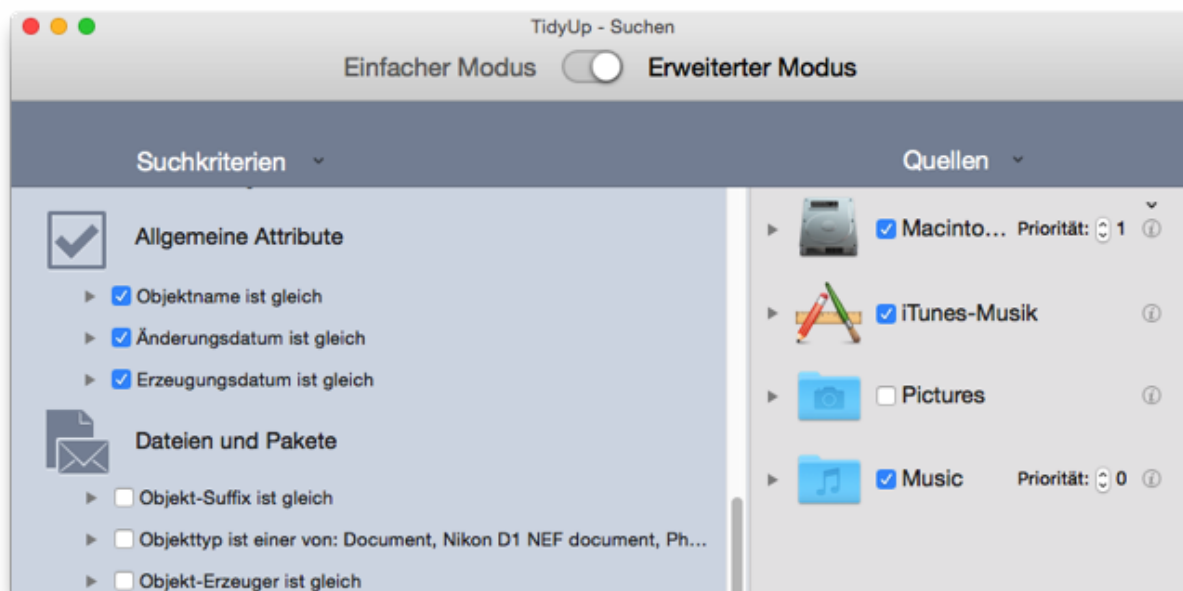 TidyUp - Suchen
Einfacher Modus Erweiterter Modus
Suchkriterien
Allgemeine Attribute
Objektname ist gleich
Änderungsdatum ist gleich
Erzeugungsdatum ist gleich
Dateien und Pakete
Objekt-Suffix ist gleich
Objekttyp ist einer von: Document, Nikon D1 NEF document, Ph...
Objekt-Erzeuger ist gleich
Quellen
Macinto... Priorität: 1
iTunes-Musik
Pictures
Music Priorität: 0